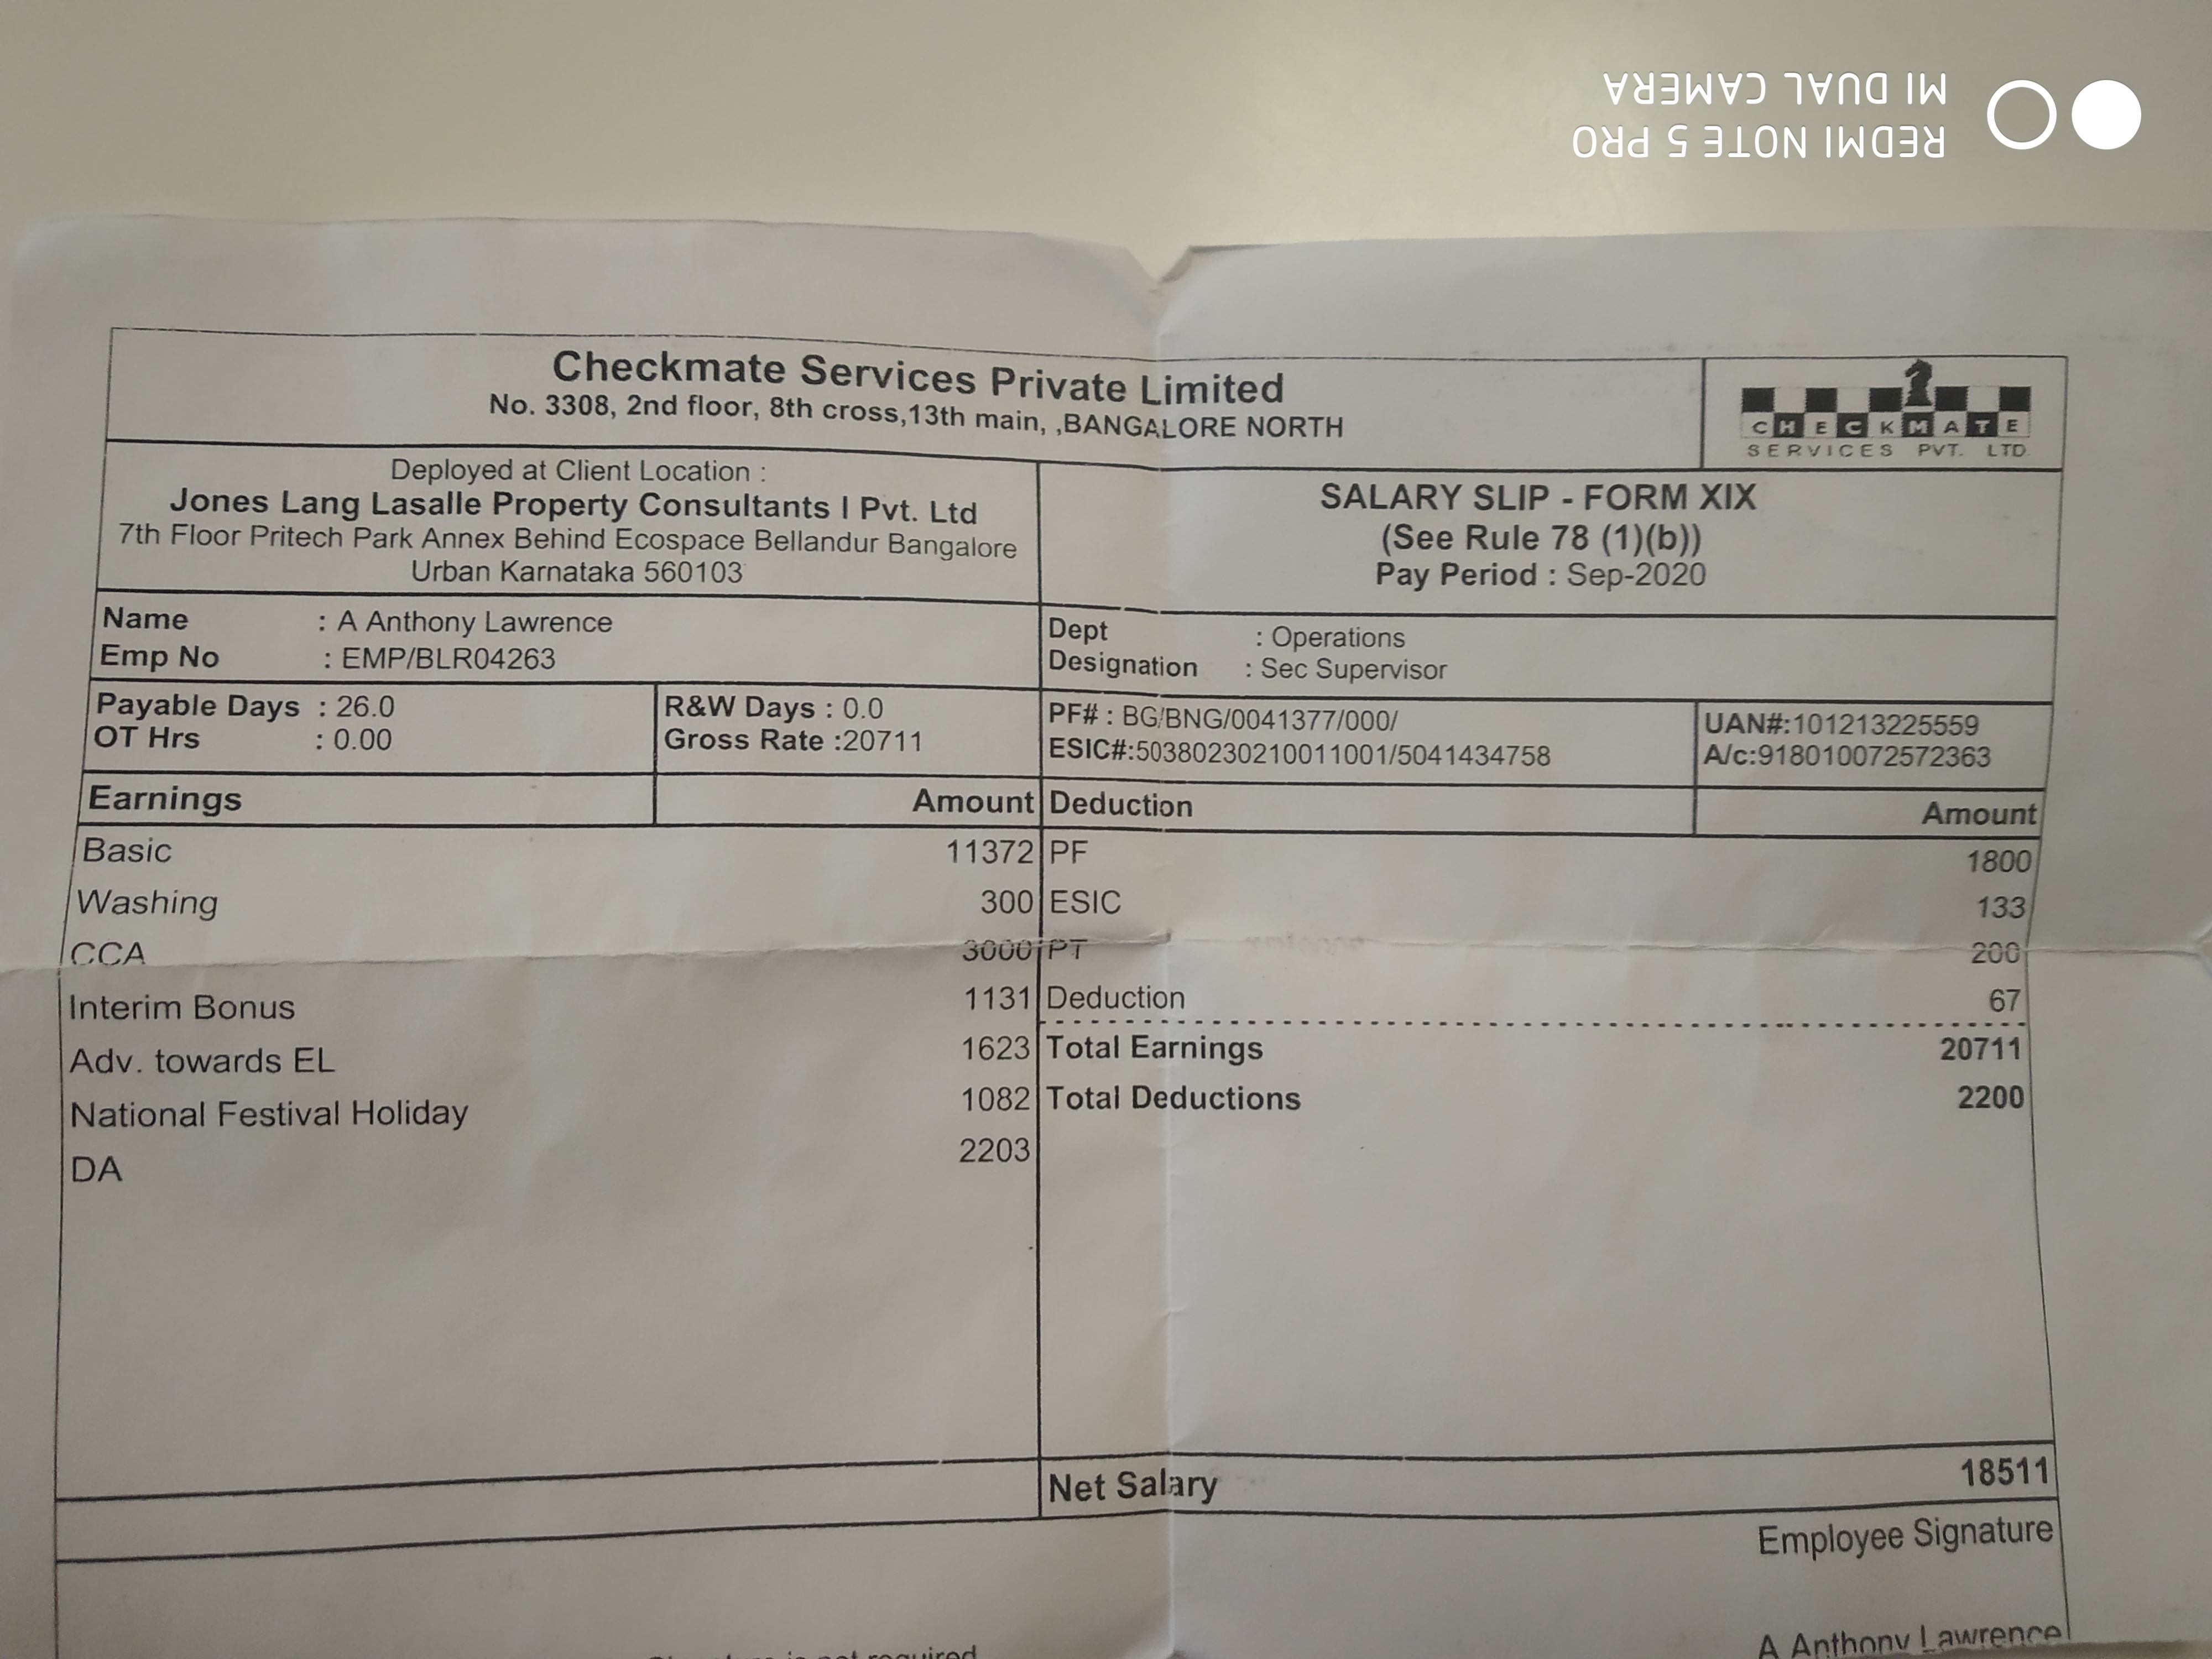 REDMI NOTE 5 PRO
MI DUAL CAMERA
Checkmate Services Private Limited
No. 3308, 2nd floor, 8th cross,13th main, ,BANGALORE NORTH
CHECKMATE
SERVICES PVT. LTD.
Deployed at Client Location :
Jones Lang Lasalle Property Consultants I Pvt. Ltd
7th Floor Pritech Park Annex Behind Ecospace Bellandur Bangalore
Urban Karnataka 560103
SALARY SLIP - FORM XIX
(See Rule 78 (1)(b))
Pay Period : Sep-2020
Name : A Anthony Lawrence
Emp No : EMP/BLR04263
Dept : Operations
Designation : Sec Supervisor
Payable Days : 26.0
OT Hrs : 0.00
R&W Days : 0.0
Gross Rate :20711
PF# : BG/BNG/0041377/000/
ESIC#:50380230210011001/5041434758
UAN#:101213225559
A/c:918010072572363
Earnings Amount Deduction Amount
Basic 11372 PF 1800
Washing 300 ESIC 133
CCA 3000 PT 200
Interim Bonus 1131 Deduction 67
Adv. towards EL 1623 Total Earnings 20711
National Festival Holiday 1082 Total Deductions 2200
DA 2203
Net Salary 18511
Employee Signature
A Anthony Lawrence
is not required